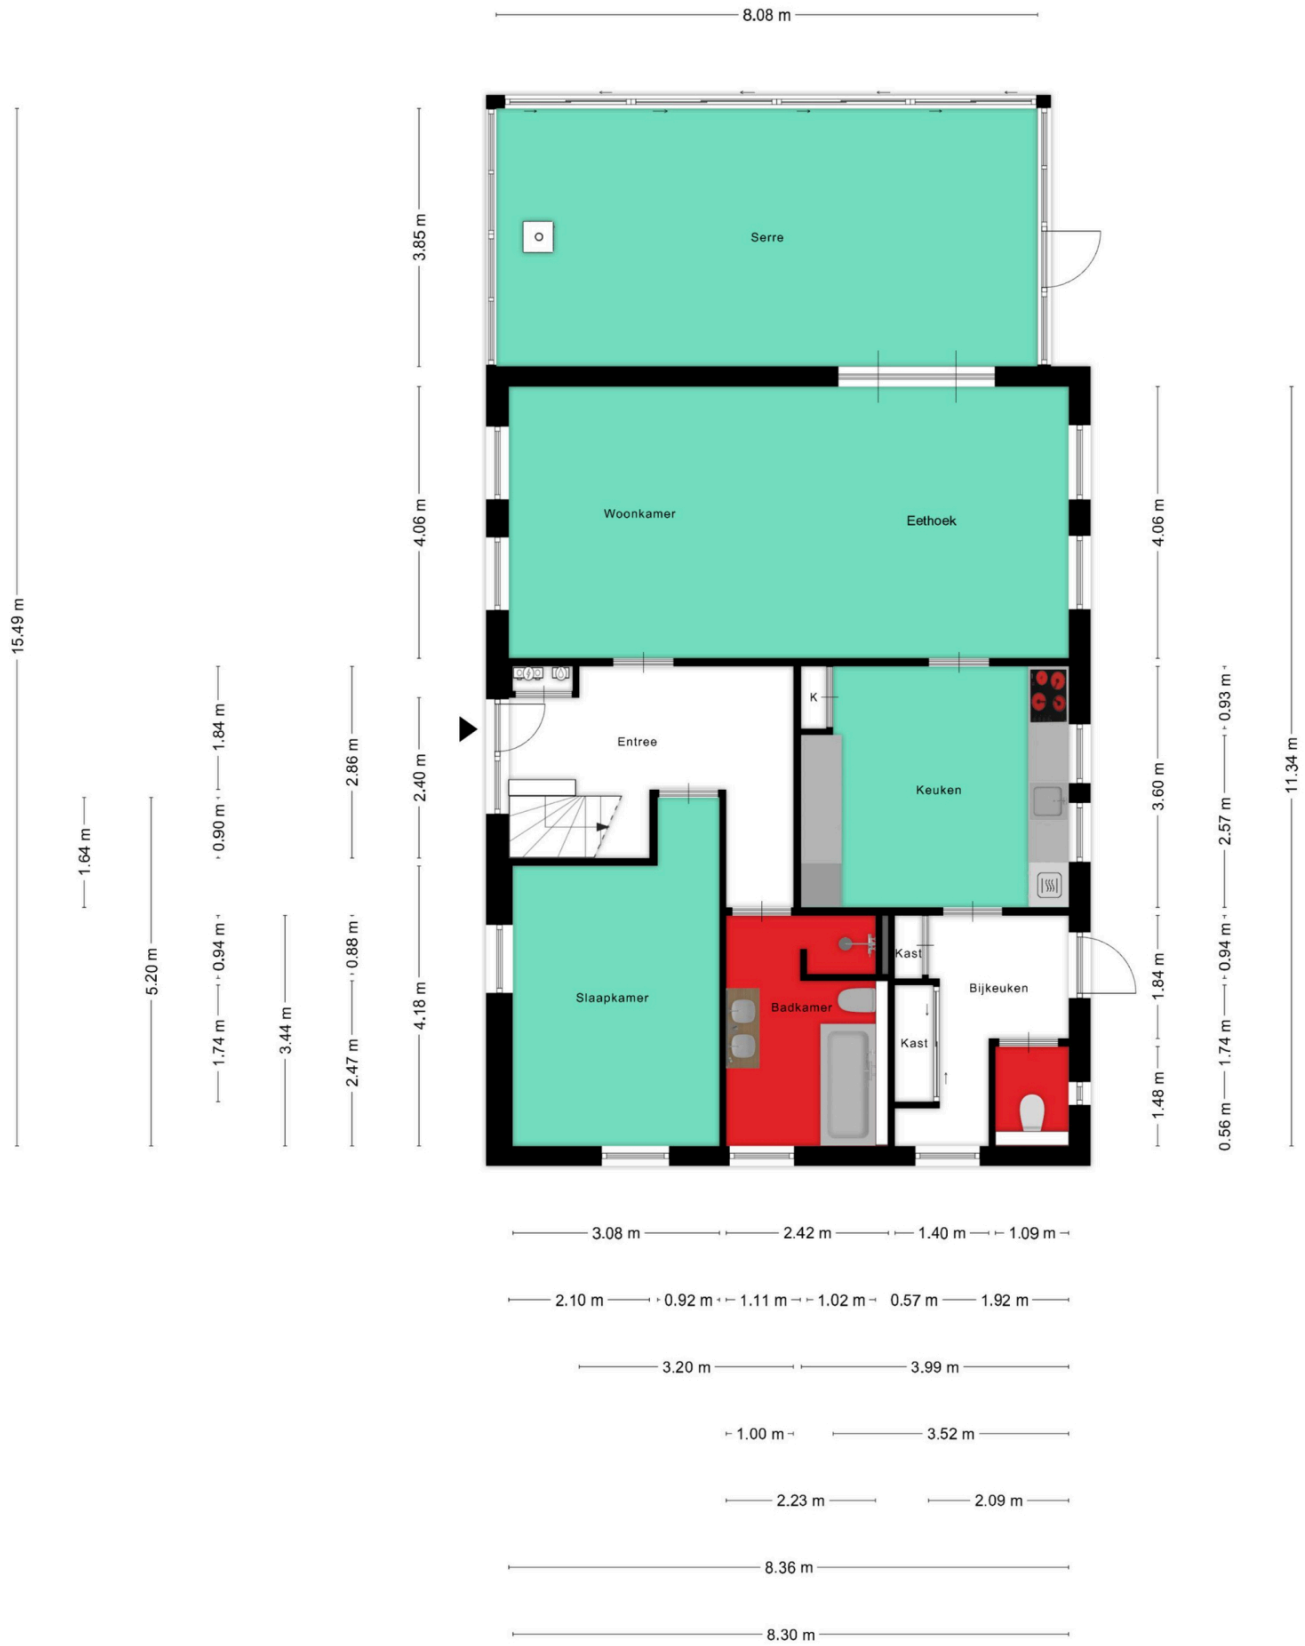 8.08 m
3.85 m
Serre
15.49 m
4.06 m
Woonkamer
Eethoek
4.06 m
11.34 m
1.84 m
2.86 m
2.40 m
K
Entree
Keuken
3.60 m
0.93 m
2.57 m
1.64 m
0.90 m
5.20 m
0.94 m
1.74 m
3.44 m
0.88 m
2.47 m
4.18 m
Slaapkamer
Badkamer
Kast
Kast
Bijkeuken
1.84 m
1.48 m
0.94 m
1.74 m
0.56 m
3.08 m
2.42 m
1.40 m
1.09 m
2.10 m
0.92 m
1.11 m
1.02 m
0.57 m
1.92 m
3.20 m
3.99 m
1.00 m
3.52 m
2.23 m
2.09 m
8.36 m
8.30 m